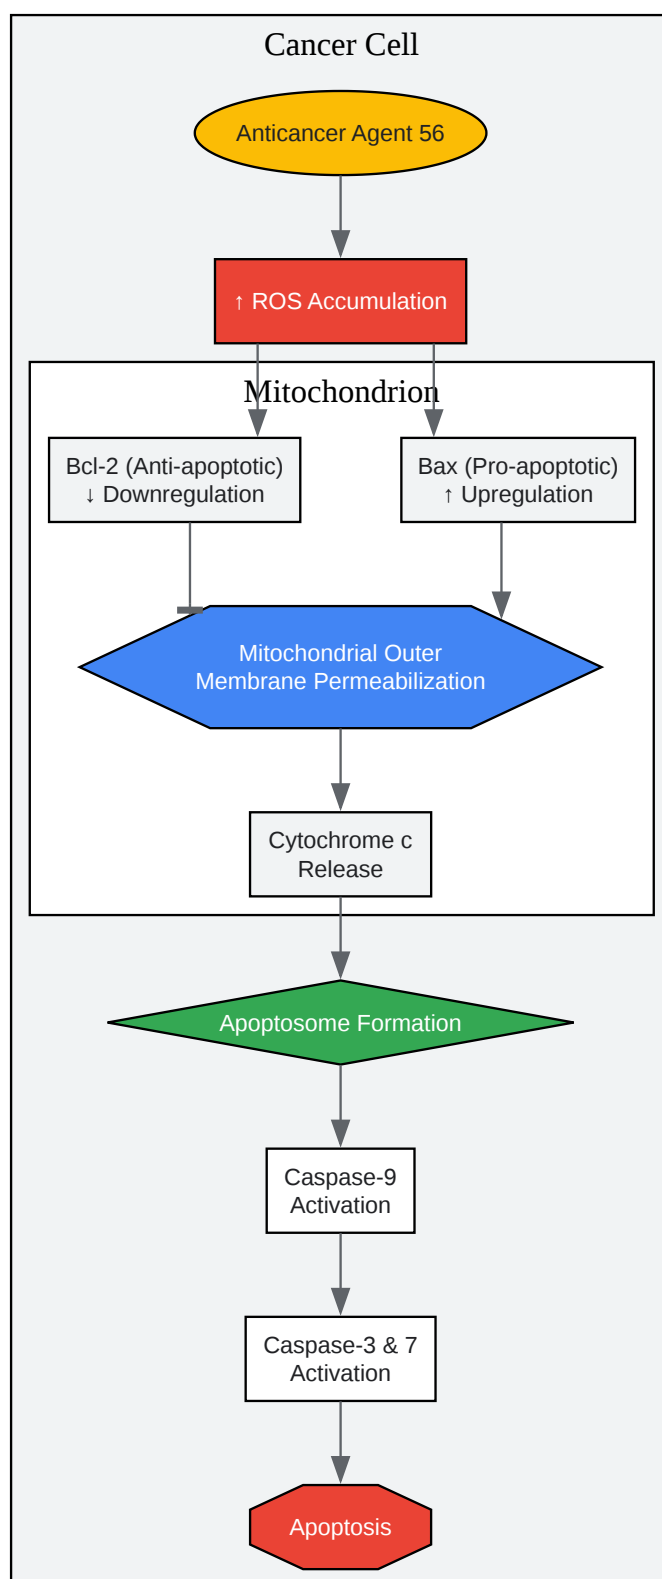 Cancer Cell
Anticancer Agent 56
↑ ROS Accumulation
Mitochondrion
Bcl-2 (Anti-apoptotic)
↓ Downregulation
Bax (Pro-apoptotic)
↑ Upregulation
Mitochondrial Outer
Membrane Permeabilization
Cytochrome c
Release
Apoptosome Formation
Caspase-9
Activation
Caspase-3 & 7
Activation
Apoptosis